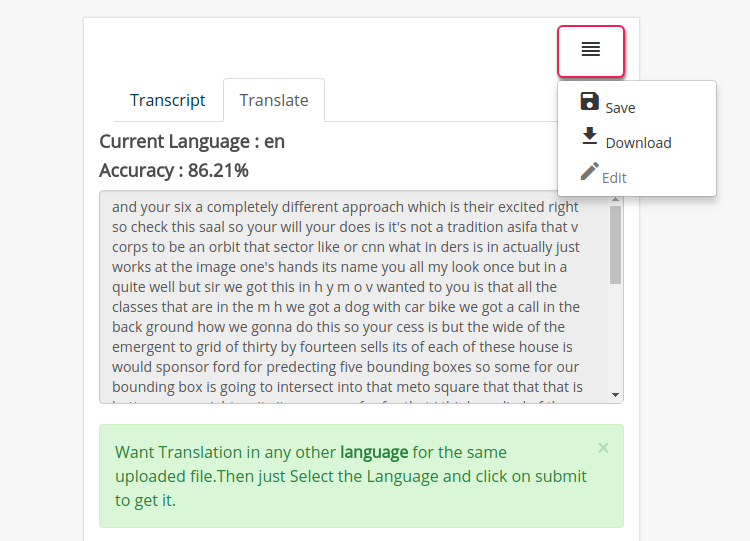 Save
Transcript Translate
Download
Current Language : en
Accuracy : 86.21%
Edit
and your six a completely different approach which is their excited right
so check this saal so your will your does is it's not a tradition asifa that v
corps to be an orbit that sector like or cnn what in ders is in actually just
works at the image one's hands its name you all my look once but in a
quite well but sir we got this in h y m o v wanted to you is that all the
classes that are in the m h we got a dog with car bike we got a call in the
back ground how we gonna do this so your cess is but the wide of the
emergent to grid of thirty by fourteen sells its of each of these house is
would sponsor ford for predecting five bounding boxes so some for our
bounding box is going to intersect into that meto square that that that is
Want Translation in any other language for the same
uploaded file.Then just Select the Language and click on submit
to get it.
×